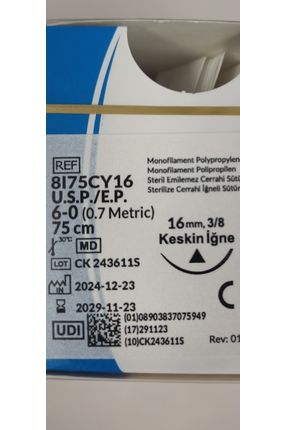 REF
8I75CY16
U.S.P./E.P.
6-0 (0.7 Metric)
75 cm
30°C MD
LOT CK 243611S
2024-12-23
2029-11-23
UDI
(01)08903837075949
(17)291123
(10)CK243611S
Monofilament Polypropylene
Monofilament Polipropilen
Steril Emilemez Cerrahi Sütü
Sterilize Cerrahi İğneli Sütür
16mm, 3/8
Keskin İğne
Rev: 01